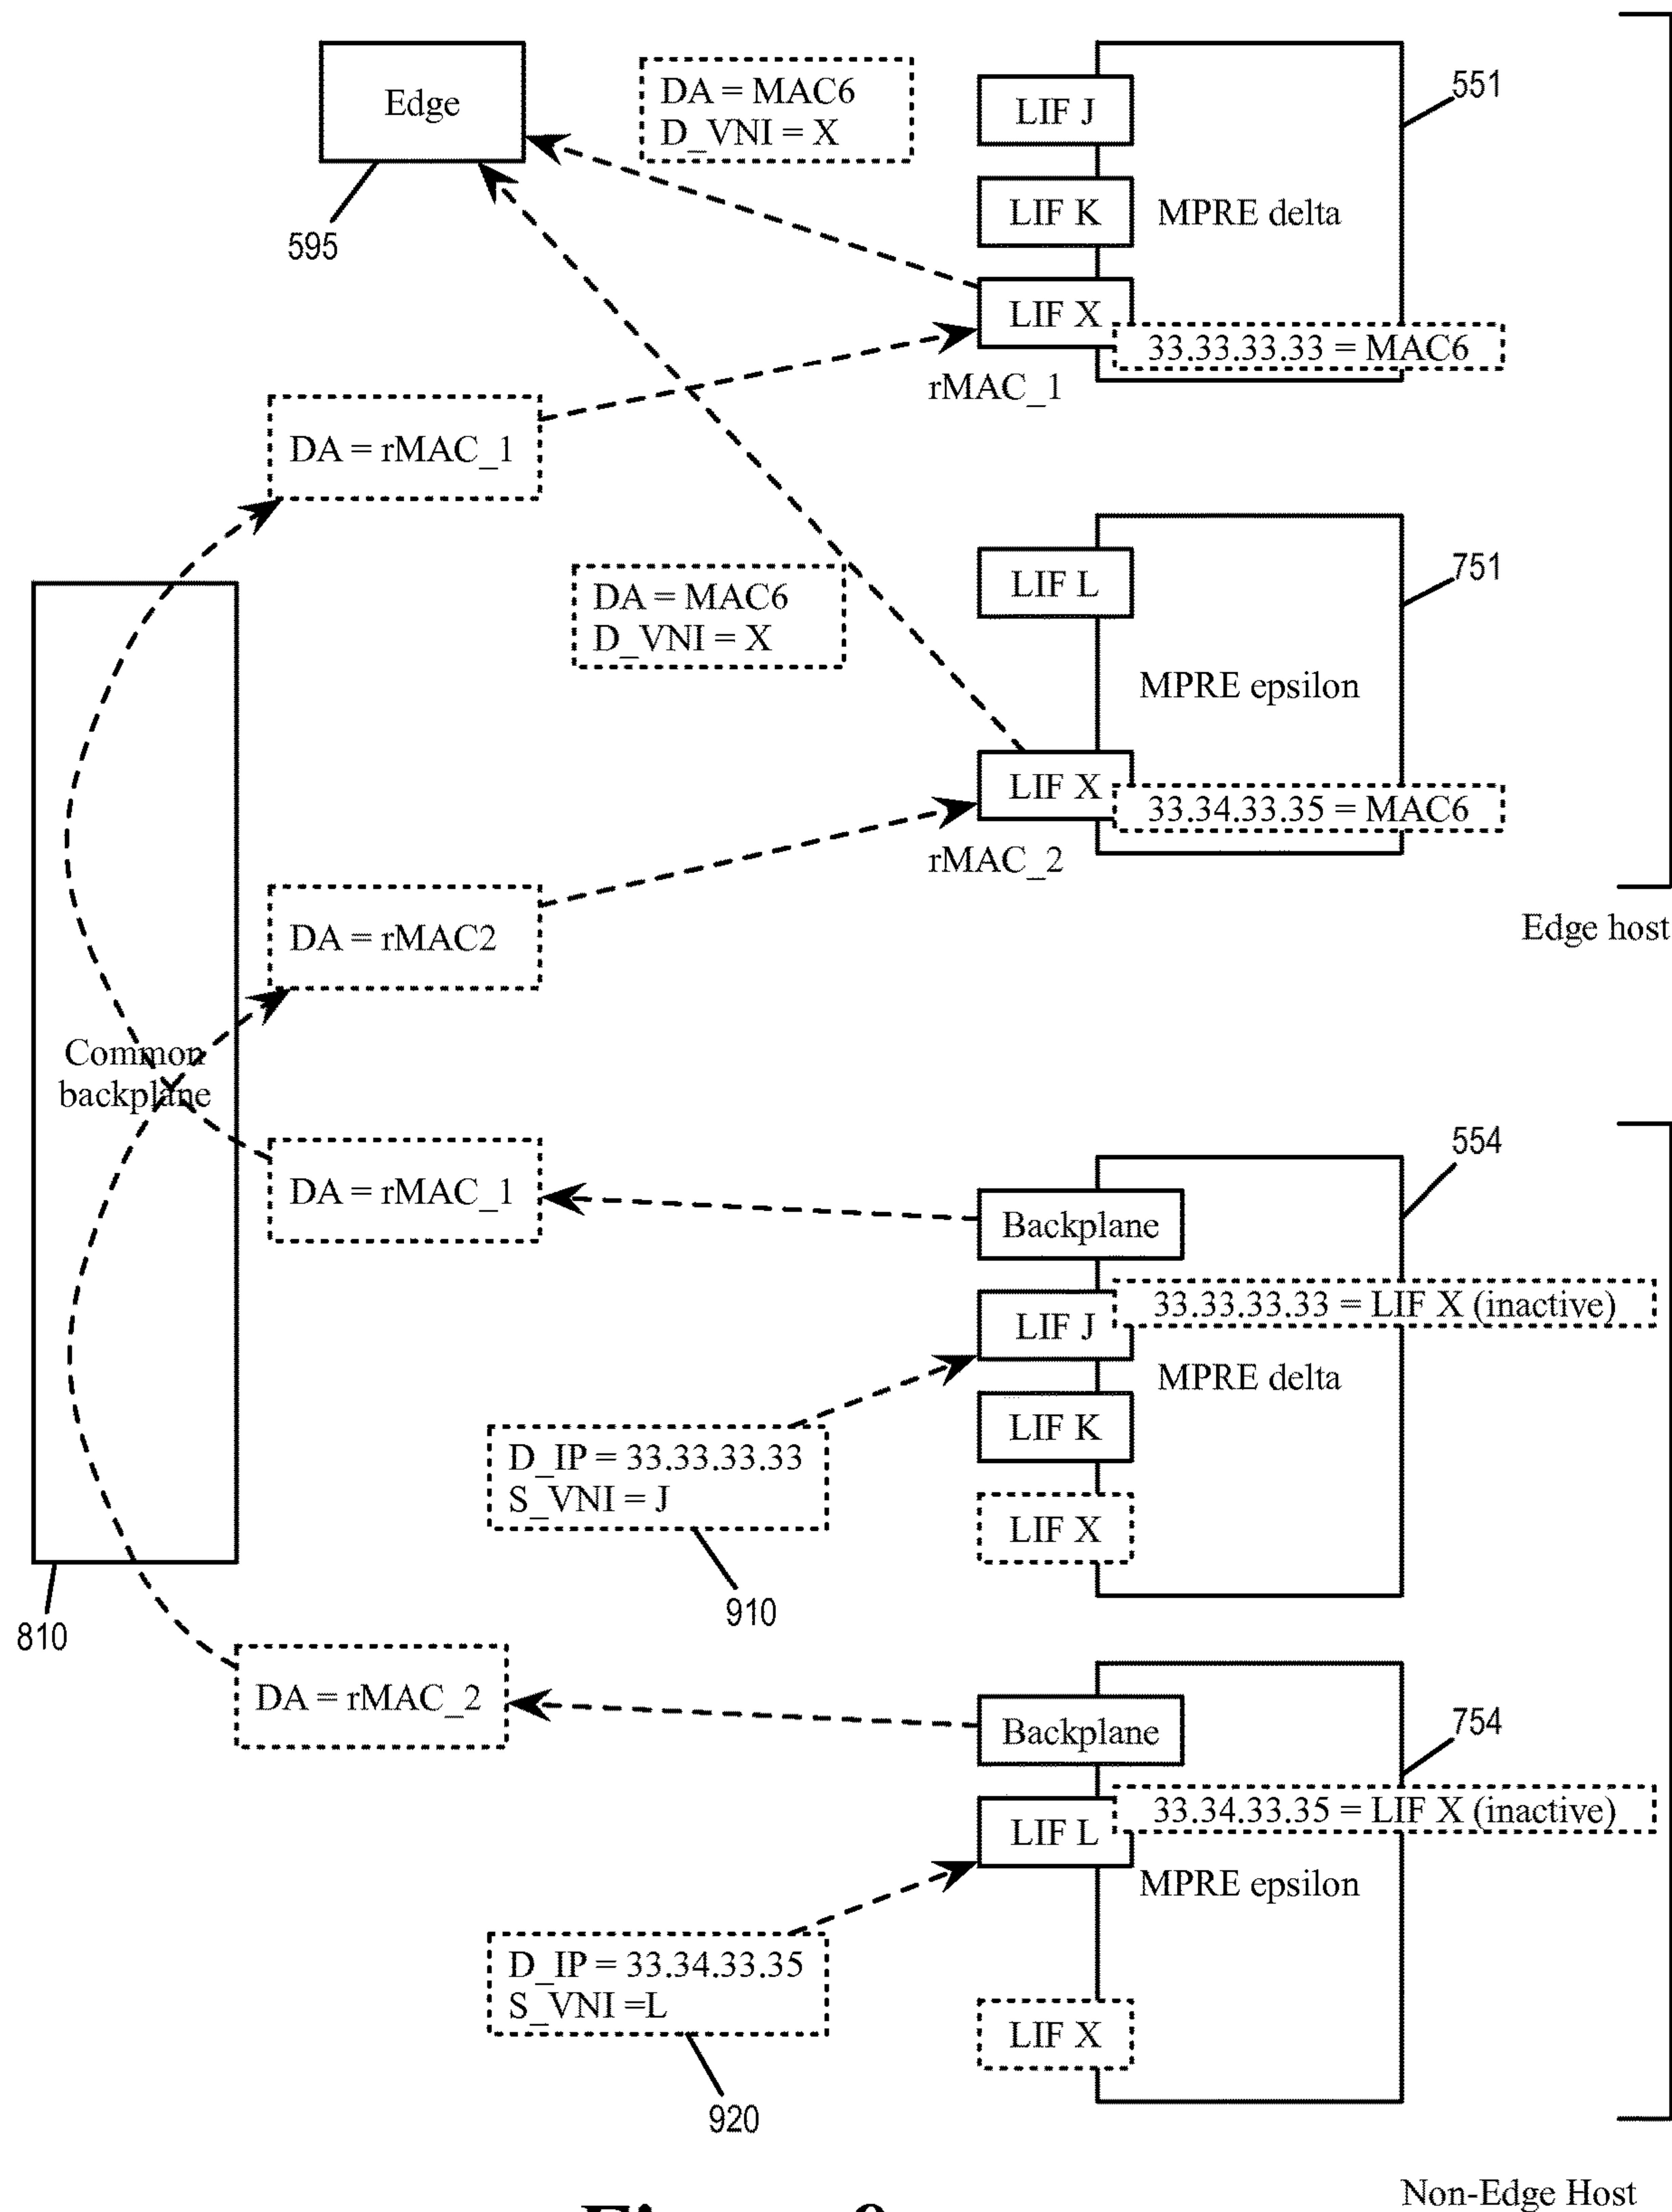 Edge
595
DA = MAC6
D_VNI = X
LIF J
551
LIF K
MPRE delta
LIF X
33.33.33.33 = MAC6
rMAC_1
DA = rMAC_1
LIF L
751
DA = MAC6
D_VNI = X
MPRE epsilon
LIF X
33.34.33.35 = MAC6
rMAC_2
DA = rMAC2
Edge host
Common
backplane
DA = rMAC_1
554
Backplane
33.33.33.33 = LIF X (inactive)
LIF J
MPRE delta
LIF K
D_IP = 33.33.33.33
S_VNI = J
LIF X
910
810
DA = rMAC_2
Backplane
754
33.34.33.35 = LIF X (inactive)
LIF L
MPRE epsilon
D_IP = 33.34.33.35
S_VNI =L
LIF X
920
Non-Edge Host